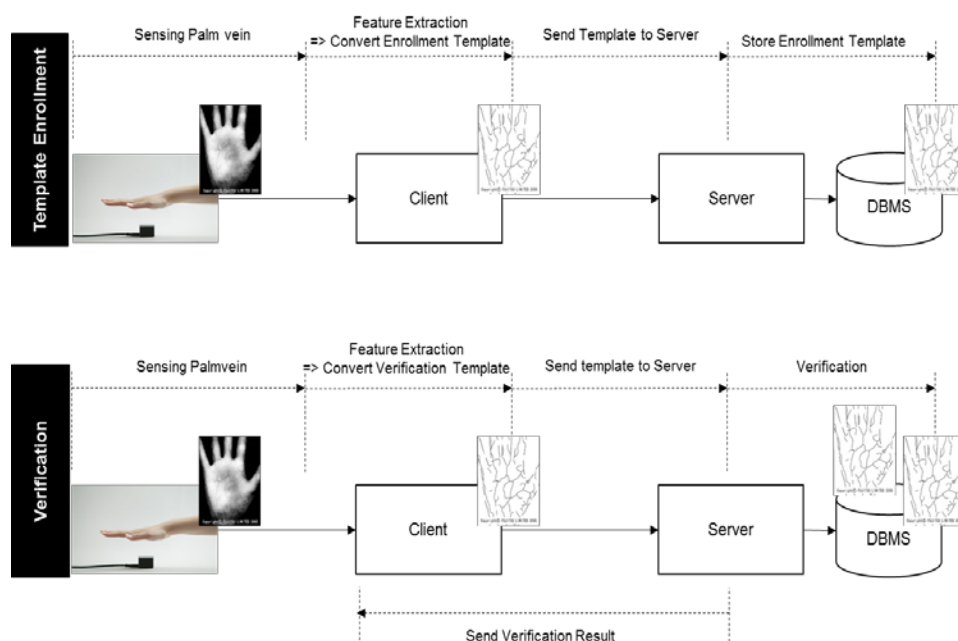 Template Enrollment
Sensing Palm vein
Feature Extraction
=> Convert Enrollment Template
Send Template to Server
Store Enrollment Template
Client
Server
DBMS
Verification
Sensing Palmvein
Feature Extraction
=> Convert Verification Template
Send template to Server
Verification
Client
Server
DBMS
Send Verification Result